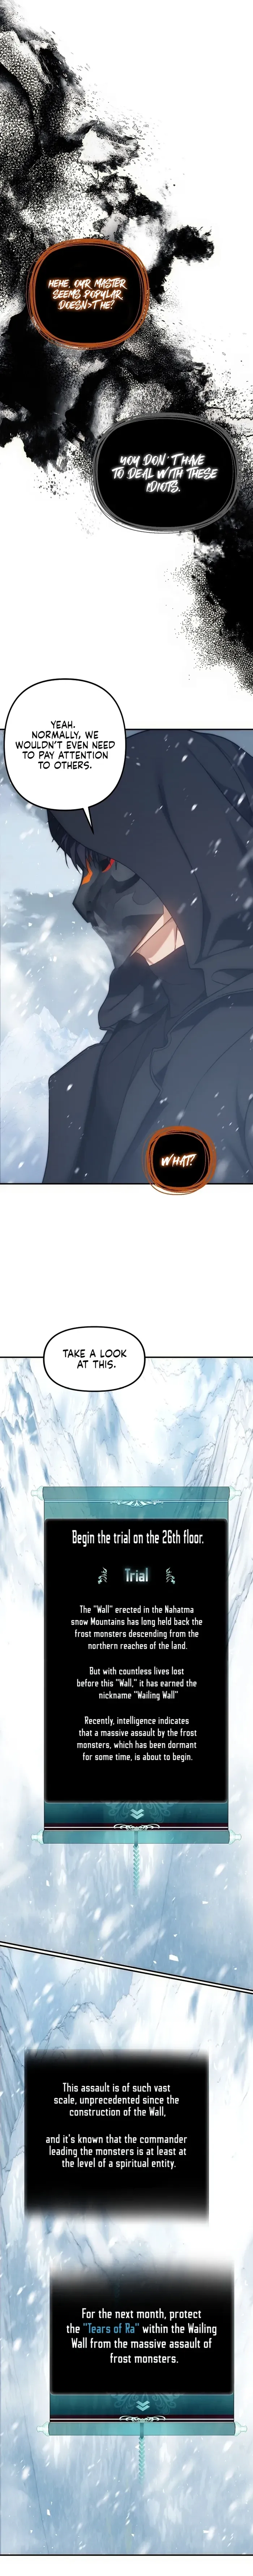 HEHE. OUR MASTER
SEEMS POPULAR
DOESN>T HE?
YOU DON'T HAVE
TO DEAL WITH THESE
IDIOTS.
YEAH.
NORMALLY, WE
WOULDN'T EVEN NEED
TO PAY ATTENTION
TO OTHERS.
WHAT?
TAKE A LOOK
AT THIS.
Begin the trial on the 26th floor.
Trial
The "Wall" erected in the Nahatma
snow Mountains has long held back the
frost monsters descending from the
northern reaches of the land.
But with countless lives lost
before this "Wall," it has earned the
nickname "Wailing Wall"
Recently, intelligence indicates
that a massive assault by the frost
monsters, which has been dormant
for some time, is about to begin.
This assault is of such vast
scale, unprecedented since the
construction of the Wall,
and it's known that the commander
leading the monsters is at least at
the level of a spiritual entity.
For the next month, protect
the "Tears of Ra" within the Wailing
Wall from the massive assault of
frost monsters.